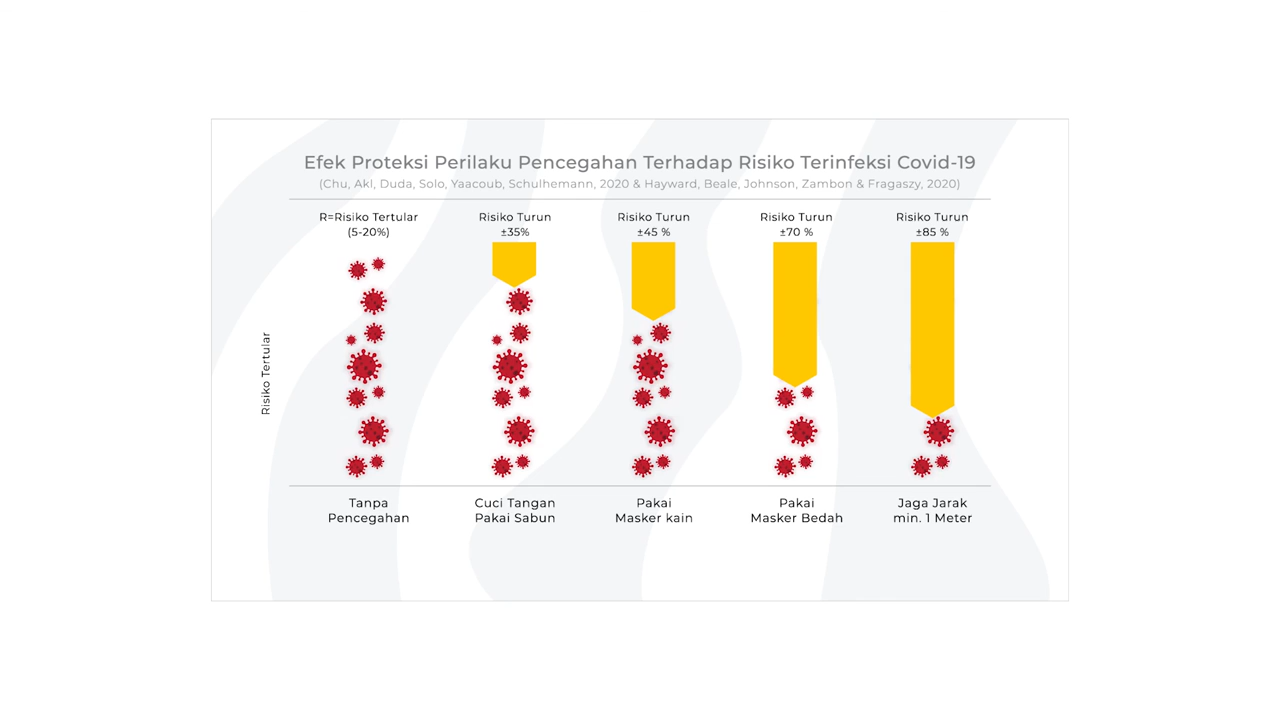 Efek Proteksi Perilaku Pencegahan Terhadap Risiko Terinfeksi Covid-19
(Chu, Akl, Duda, Solo, Yaacoub, Schulhemann, 2020 & Hayward, Beale, Johnson, Zambon & Fragaszy, 2020)
R=Risiko Tertular
(5-20%)
Risiko Turun
±35%
Risiko Turun
±45 %
Risiko Turun
±70 %
Risiko Turun
±85 %
Risiko Tertular
Tanpa
Pencegahan
Cuci Tangan
Pakai Sabun
Pakai
Masker kain
Pakai
Masker Bedah
Jaga Jarak
min. 1 Meter